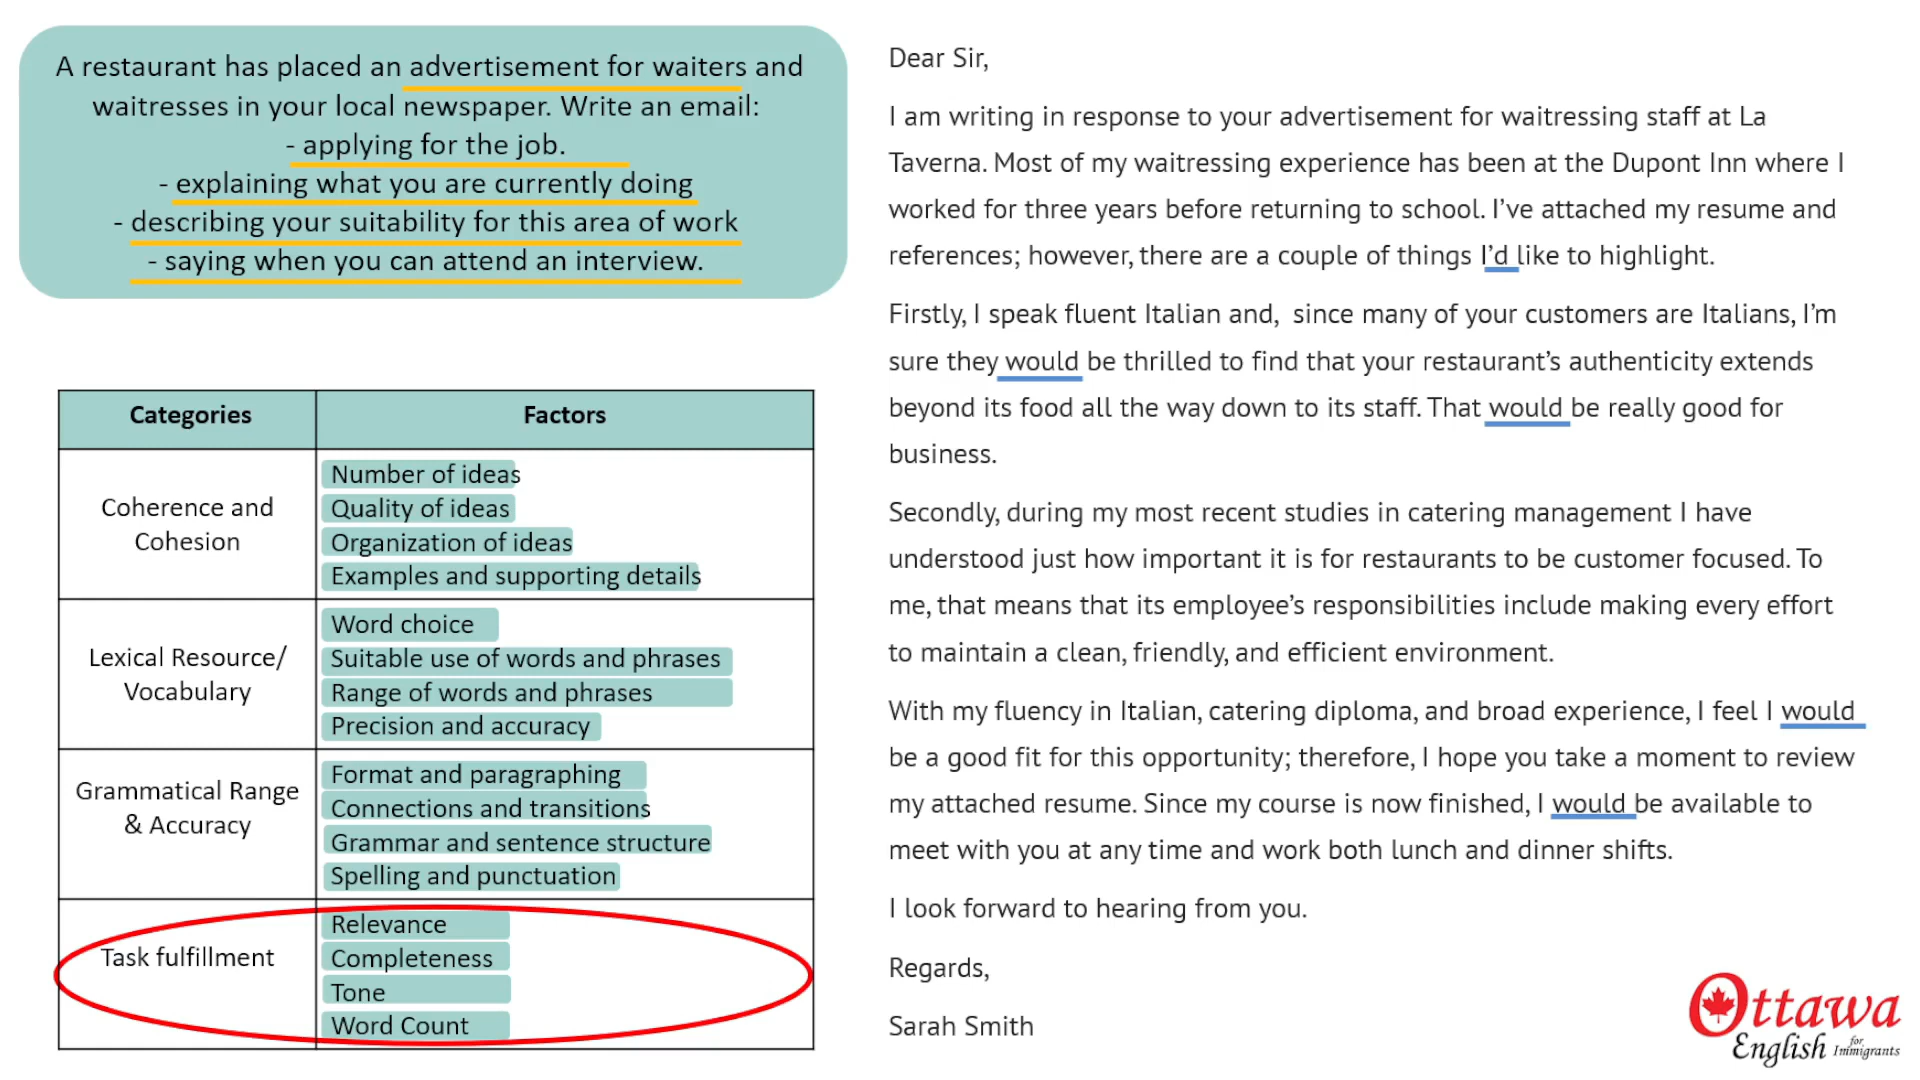 A restaurant has placed an advertisement for waiters and
waitresses in your local newspaper. Write an email:
- applying for the job.
- explaining what you are currently doing
- describing your suitability for this area of work
- saying when you can attend an interview.
Categories Factors
Coherence and
Cohesion
Number of ideas
Quality of ideas
Organization of ideas
Examples and supporting details
Lexical Resource/
Vocabulary
Word choice
Suitable use of words and phrases
Range of words and phrases
Precision and accuracy
Grammatical Range
& Accuracy
Format and paragraphing
Connections and transitions
Grammar and sentence structure
Spelling and punctuation
Task fulfillment
Relevance
Completeness
Tone
Word Count
Dear Sir,
I am writing in response to your advertisement for waitressing staff at La
Taverna. Most of my waitressing experience has been at the Dupont Inn where I
worked for three years before returning to school. I’ve attached my resume and
references; however, there are a couple of things I’d like to highlight.
Firstly, I speak fluent Italian and,  since many of your customers are Italians, I’m
sure they would be thrilled to find that your restaurant’s authenticity extends
beyond its food all the way down to its staff. That would be really good for
business.
Secondly, during my most recent studies in catering management I have
understood just how important it is for restaurants to be customer focused. To
me, that means that its employee’s responsibilities include making every effort
to maintain a clean, friendly, and efficient environment.
With my fluency in Italian, catering diploma, and broad experience, I feel I would
be a good fit for this opportunity; therefore, I hope you take a moment to review
my attached resume. Since my course is now finished, I would be available to
meet with you at any time and work both lunch and dinner shifts.
I look forward to hearing from you.
Regards,
Sarah Smith
Ottawa
English for Immigrants